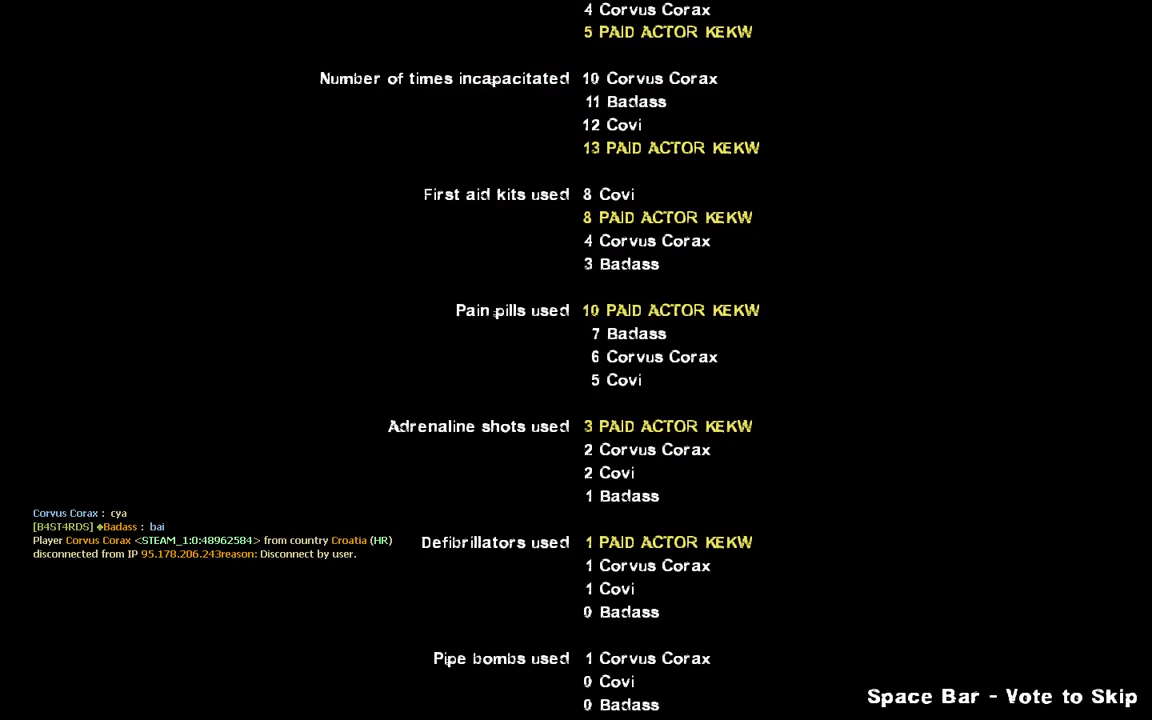 4 Corvus Corax
5 PAID ACTOR KEKW
Number of times incapacitated 10 Corvus Corax
11 Badass
12 Covi
13 PAID ACTOR KEKW
First aid kits used 8 Covi
8 PAID ACTOR KEKW
4 Corvus Corax
3 Badass
Pain pills used 10 PAID ACTOR KEKW
7 Badass
6 Corvus Corax
5 Covi
Adrenaline shots used 3 PAID ACTOR KEKW
2 Corvus Corax
2 Covi
1 Badass
Corvus Corax : cya
[B4ST4RDS] ♦Badass : bai
Player Corvus Corax <STEAM_1:0:48962584> from country Croatia (HR)
disconnected from IP 95.178.206.243reason: Disconnect by user.
Defibrillators used 1 PAID ACTOR KEKW
1 Corvus Corax
1 Covi
0 Badass
Pipe bombs used 1 Corvus Corax
0 Covi
0 Badass
Space Bar - Vote to Skip